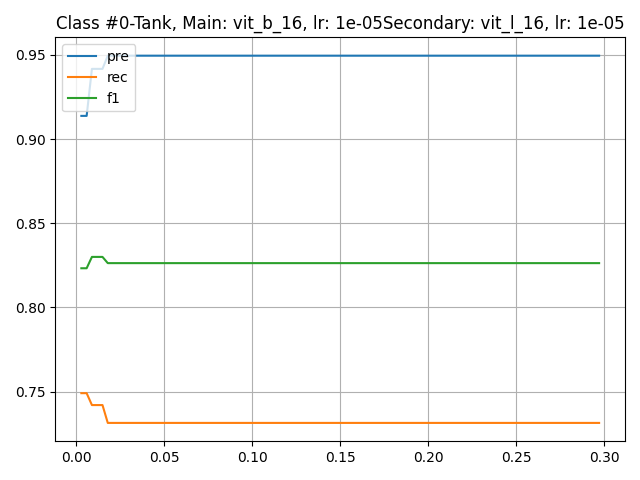 Class #0-Tank, Main: vit_b_16, lr: 1e-05Secondary: vit_l_16, lr: 1e-05
pre
rec
f1
0.95
0.90
0.85
0.80
0.75
0.00 0.05 0.10 0.15 0.20 0.25 0.30